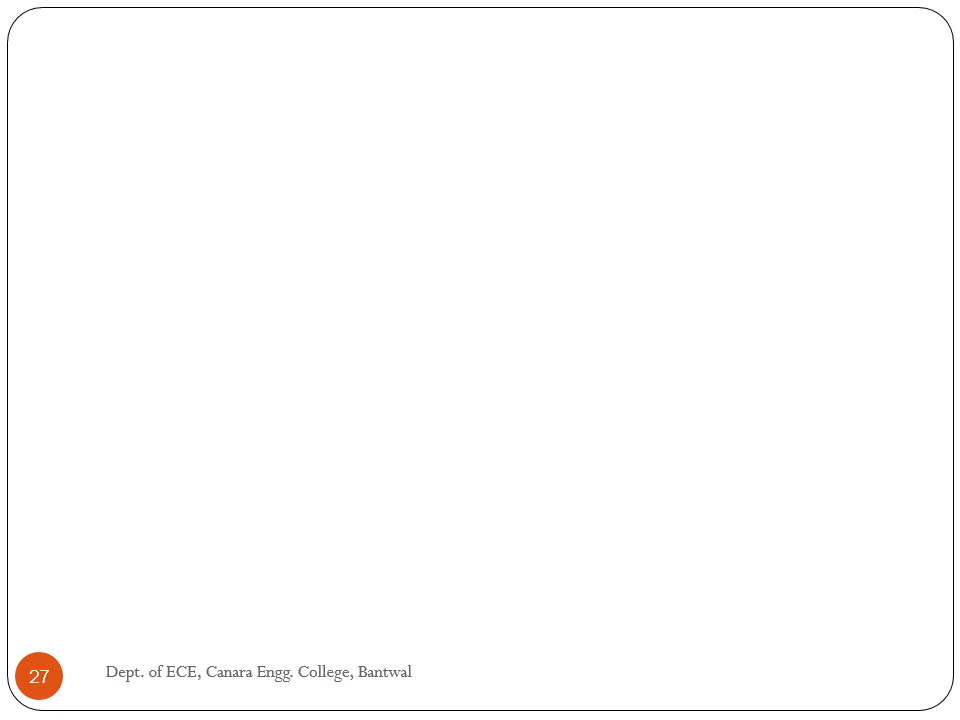 27
Dept. of ECE, Canara Engg. College, Bantwal